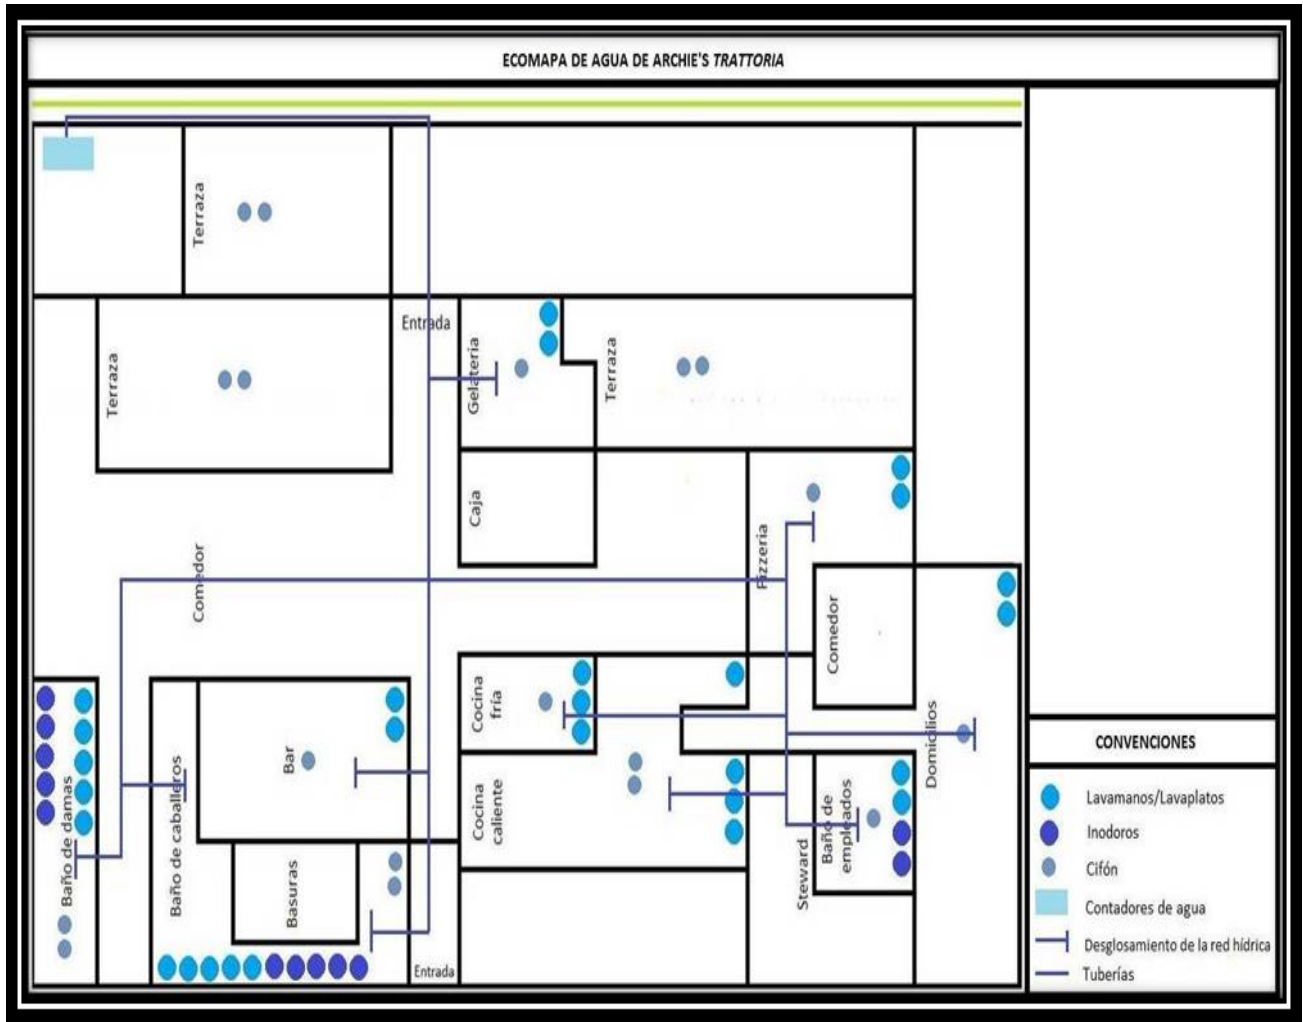 ECOMAPA DE AGUA DE ARCHIE'S TRATTORIA
Terraza
Entrada
Terraza
Gelateria
Terraza
Caja
Pizzeria
Comedor
Comedor
Cocina
fría
Domicilios
Bar
Baño de damas
Baño de caballeros
Cocina
caliente
Baño de
empleados
Steward
Basuras
Entrada
CONVENCIONES
Lavamanos/Lavaplatos
Inodoros
Cifón
Contadores de agua
Desglosamiento de la red hídrica
Tuberías